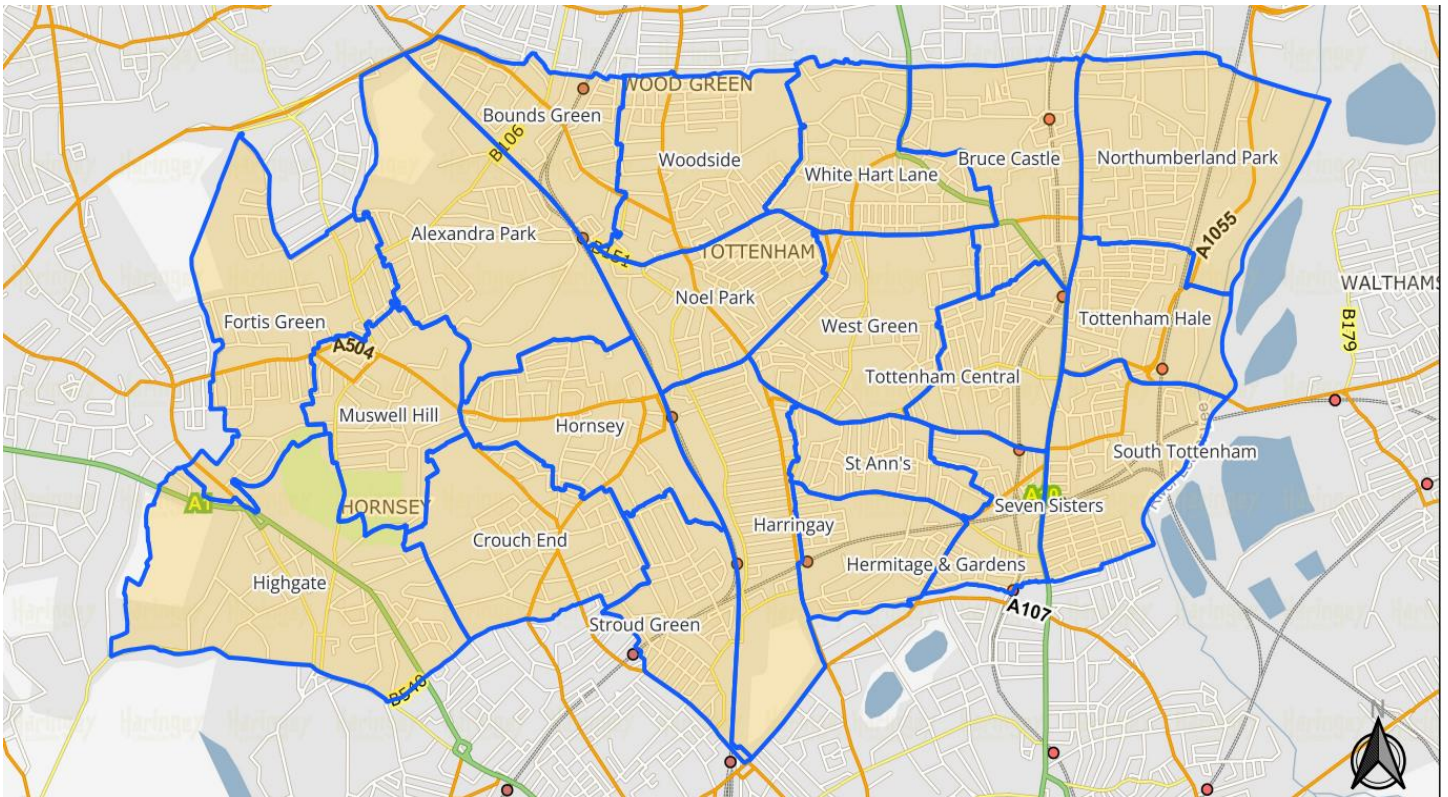 WOOD GREEN
Bounds Green
B106
Woodside
Bruce Castle
Northumberland Park
White Hart Lane
Alexandra Park
A1055
B151
TOTTENHAM
WALTHAMS
Noel Park
Fortis Green
West Green
Tottenham Hale
B179
A504
Tottenham Central
Muswell Hill
Hornsey
South Tottenham
St Ann's
A1
HORNSEY
A10
Seven Sisters
Harringay
Crouch End
Hermitage & Gardens
Highgate
A107
Stroud Green
B540
N